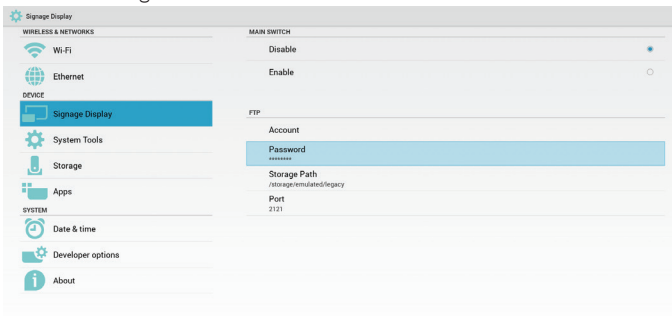 Signage Display
WIRELESS & NETWORKS
Wi-Fi
Ethernet
DEVICE
Signage Display
System Tools
Storage
Apps
SYSTEM
Date & time
Developer options
About
MAIN SWITCH
Disable
Enable
FTP
Account
Password
********
Storage Path
/storage/emulated/legacy
Port
2121